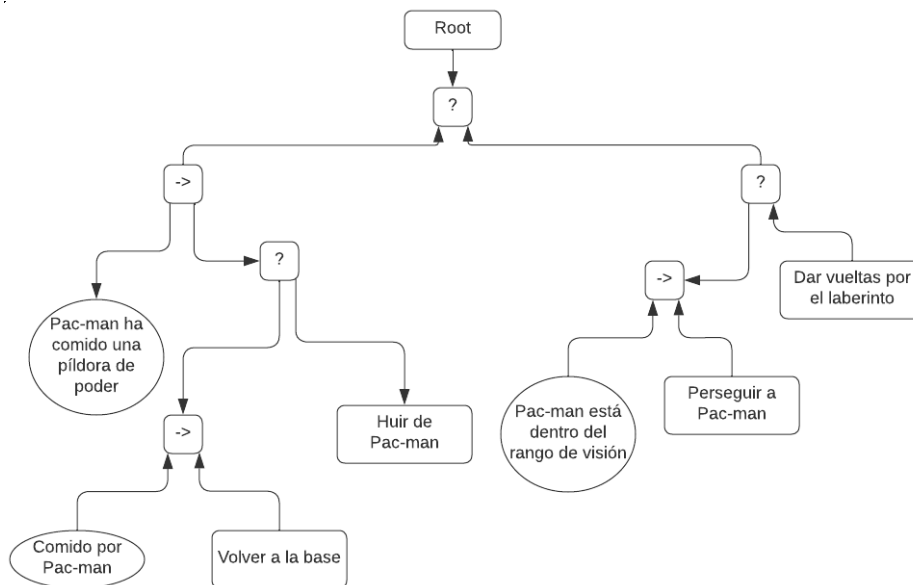 Root
?
->
?
?
->
Dar vueltas por
el laberinto
Pac-man ha
comido una
píldora de
poder
Perseguir a
Pac-man
Pac-man está
dentro del
rango de visión
Huir de
Pac-man
->
Comido por
Pac-man
Volver a la base